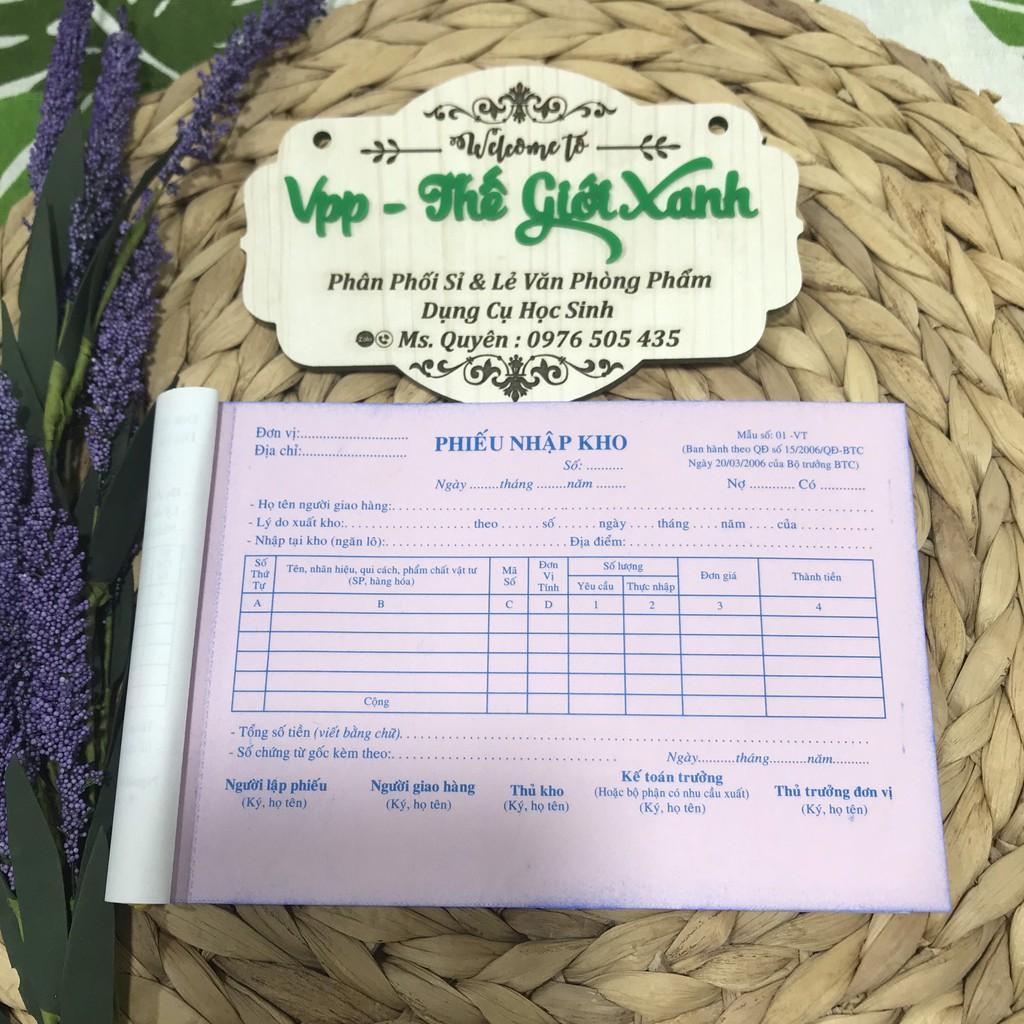 Welcome to
Vpp - Thế Giới Xanh
Phân Phối Sỉ & Lẻ Văn Phòng Phẩm
Dụng Cụ Học Sinh
Zalo Ms. Quyên : 0976 505 435
Đơn vị:..........................
Địa chỉ:..........................
PHIẾU NHẬP KHO
Số: ..........
Ngày ........tháng ........năm ........
Mẫu số: 01 -VT
(Ban hành theo QĐ số 15/2006/QĐ-BTC
Ngày 20/03/2006 của Bộ trưởng BTC)
Nợ ............ Có ............
- Họ tên người giao hàng:..........................
- Lý do xuất kho:.......................... theo ...... số ...... ngày .... tháng .... năm .... của ..........
- Nhập tại kho (ngăn lô):.......................... Địa điểm: ..........................
Số Thứ Tự
Tên, nhãn hiệu, qui cách, phẩm chất vật tư
(SP, hàng hóa)
Mã Số
Đơn Vị Tính
Số lượng
Yêu cầu Thực nhập
Đơn giá
Thành tiền
A B C D 1 2 3 4
Cộng
- Tổng số tiền (viết bằng chữ)..........................
- Số chứng từ gốc kèm theo:..........................
Ngày..........tháng..........năm..........
Người lập phiếu
(Ký, họ tên)
Người giao hàng
(Ký, họ tên)
Thủ kho
(Ký, họ tên)
Kế toán trưởng
(Hoặc bộ phận có nhu cầu xuất)
(Ký, họ tên)
Thủ trưởng đơn vị
(Ký, họ tên)